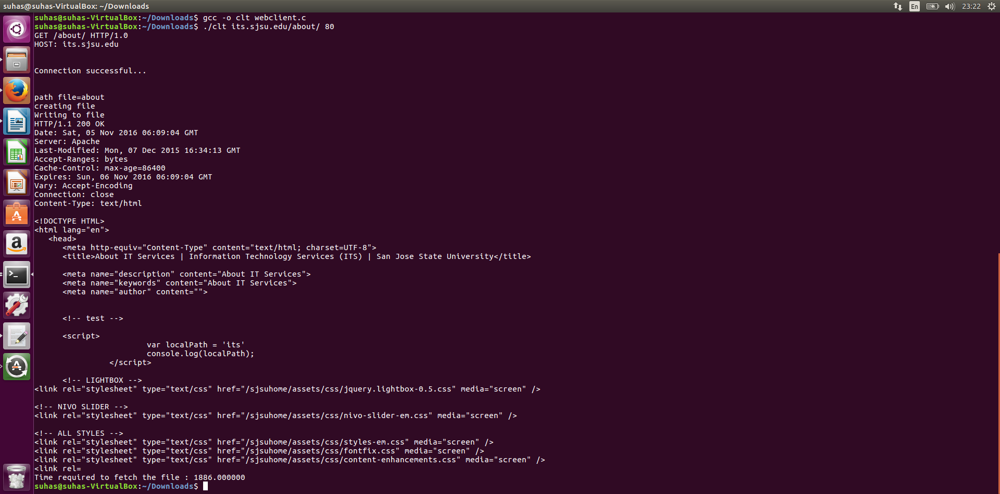 suhas@suhas-VirtualBox: ~/Downloads
En
23:22
suhas@suhas-VirtualBox:~/Downloads$ gcc -o clt webclient.c
suhas@suhas-VirtualBox:~/Downloads$ ./clt its.sjsu.edu/about/ 80
GET /about/ HTTP/1.0
HOST: its.sjsu.edu
Connection successful...
path file=about
creating file
Writing to file
HTTP/1.1 200 OK
Date: Sat, 05 Nov 2016 06:09:04 GMT
Server: Apache
Last-Modified: Mon, 07 Dec 2015 16:34:13 GMT
Accept-Ranges: bytes
Cache-Control: max-age=86400
Expires: Sun, 06 Nov 2016 06:09:04 GMT
Vary: Accept-Encoding
Connection: close
Content-Type: text/html
<!DOCTYPE HTML>
<html lang="en">
<head>
<meta http-equiv="Content-Type" content="text/html; charset=UTF-8">
<title>About IT Services | Information Technology Services (ITS) | San Jose State University</title>
<meta name="description" content="About IT Services">
<meta name="keywords" content="About IT Services">
<meta name="author" content="">
<!-- test -->
<script>
var localPath = 'its'
console.log(localPath);
</script>
<!-- LIGHTBOX -->
<link rel="stylesheet" type="text/css" href="/sjsuhome/assets/css/jquery.lightbox-0.5.css" media="screen" />
<!-- NIVO SLIDER -->
<link rel="stylesheet" type="text/css" href="/sjsuhome/assets/css/nivo-slider-em.css" media="screen" />
<!-- ALL STYLES -->
<link rel="stylesheet" type="text/css" href="/sjsuhome/assets/css/styles-em.css" media="screen" />
<link rel="stylesheet" type="text/css" href="/sjsuhome/assets/css/fontfix.css" media="screen" />
<link rel="stylesheet" type="text/css" href="/sjsuhome/assets/css/content-enhancements.css" media="screen" />
<link rel=
Time required to fetch the file : 1886.000000
suhas@suhas-VirtualBox:~/Downloads$